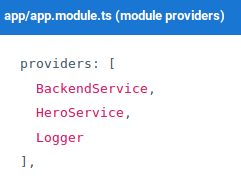 app/app.module.ts (module providers)
providers: [
  BackendService,
  HeroService,
  Logger
],